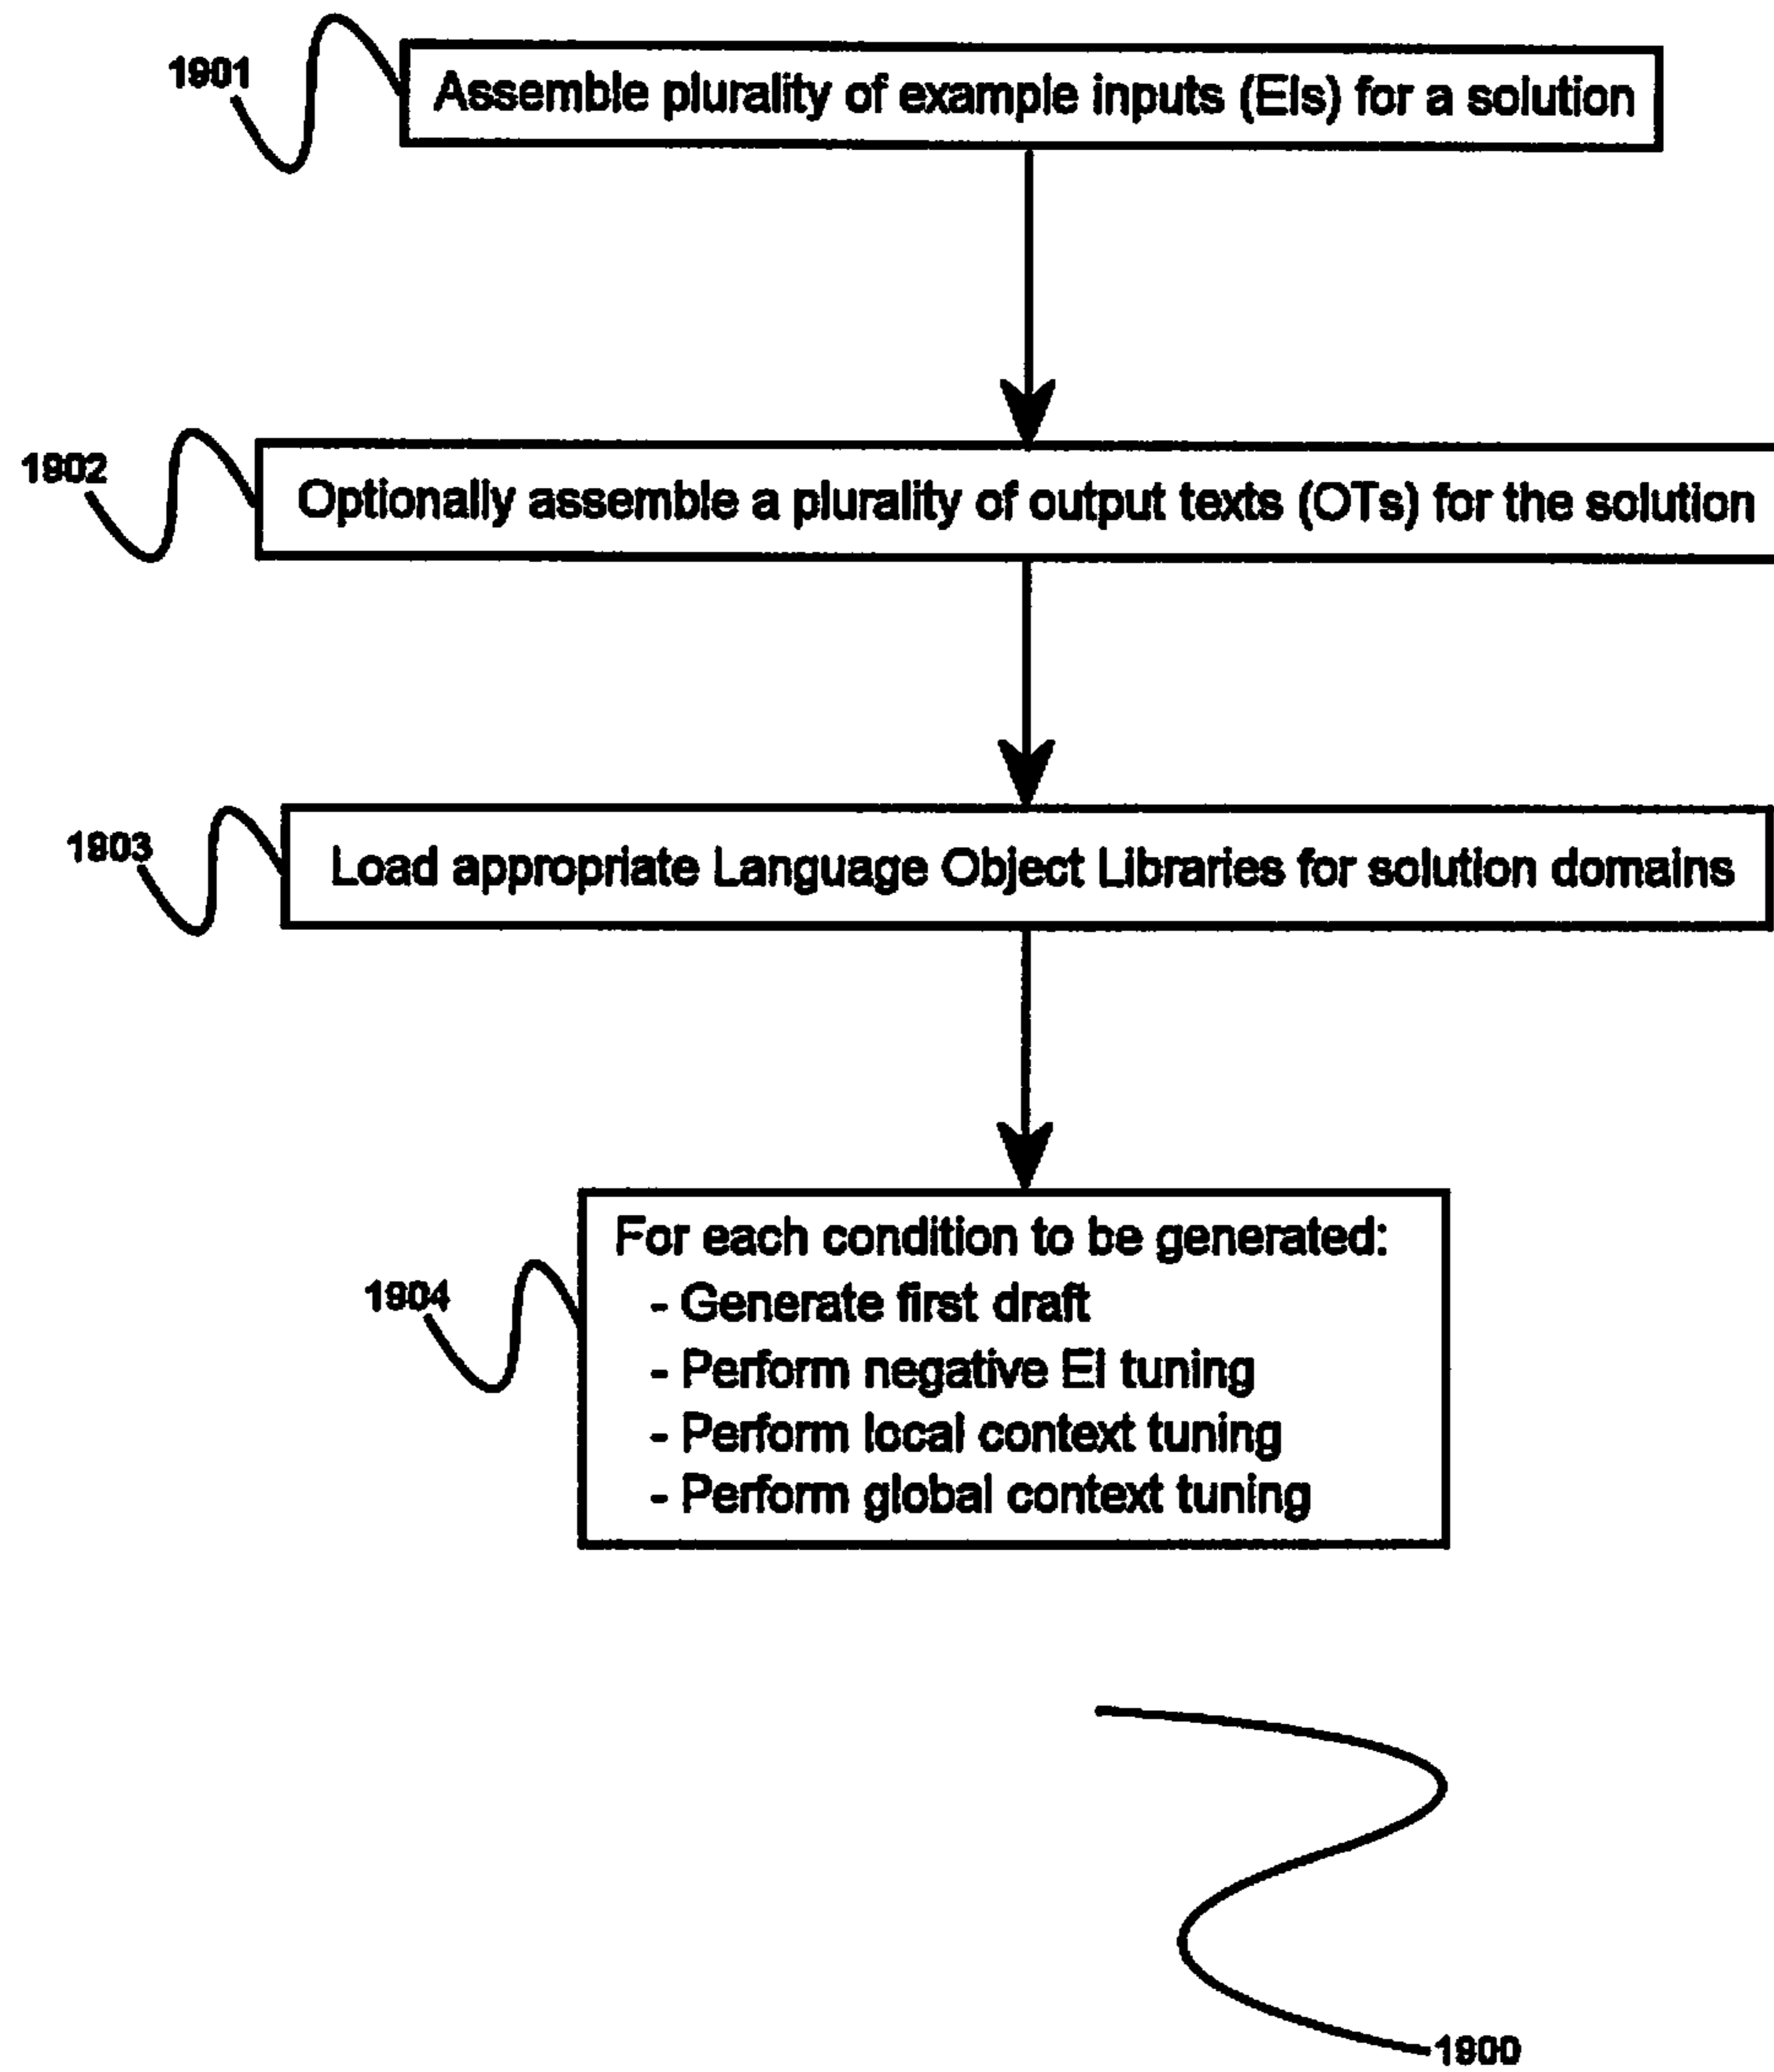 1901
Assemble plurality of example inputs (EIs) for a solution
1902
Optionally assemble a plurality of output texts (OTs) for the solution
1903
Load appropriate Language Object Libraries for solution domains
1904
For each condition to be generated:
- Generate first draft
- Perform negative EI tuning
- Perform local context tuning
- Perform global context tuning
1900